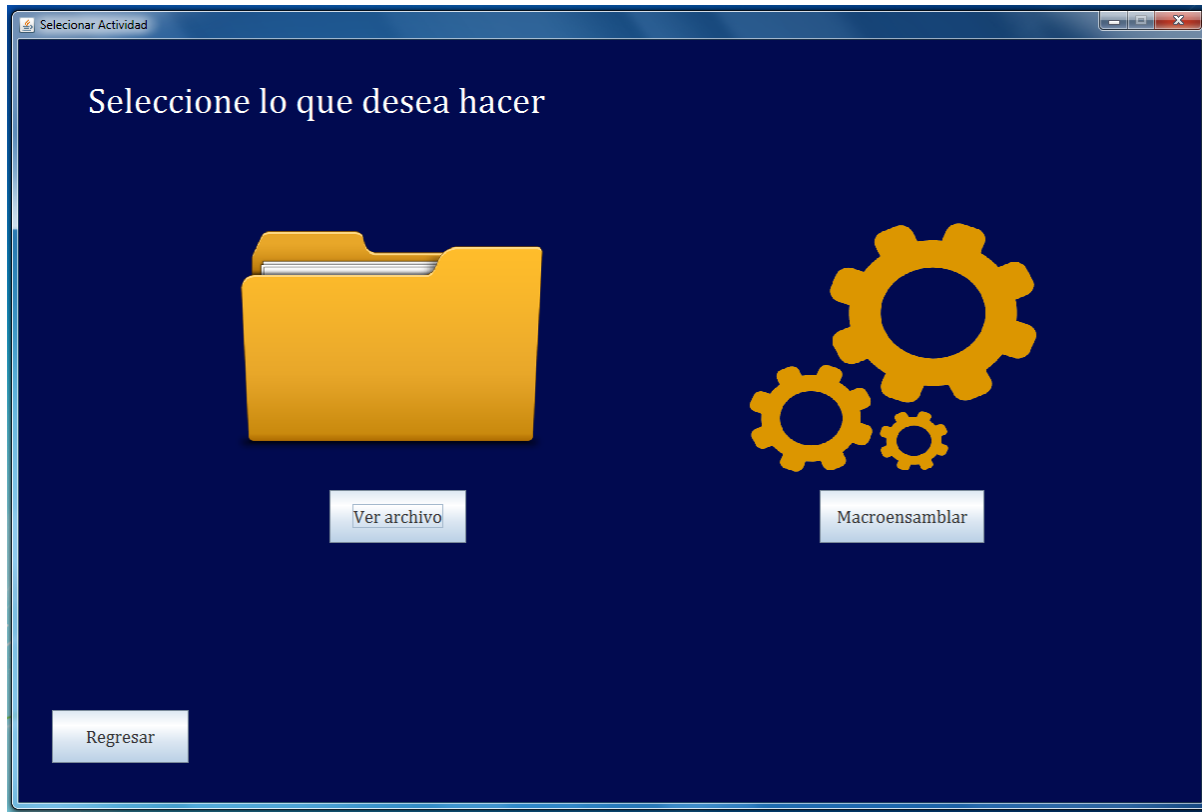 Selecionar Actividad
Seleccione lo que desea hacer
Ver archivo
Macroensamblar
Regresar